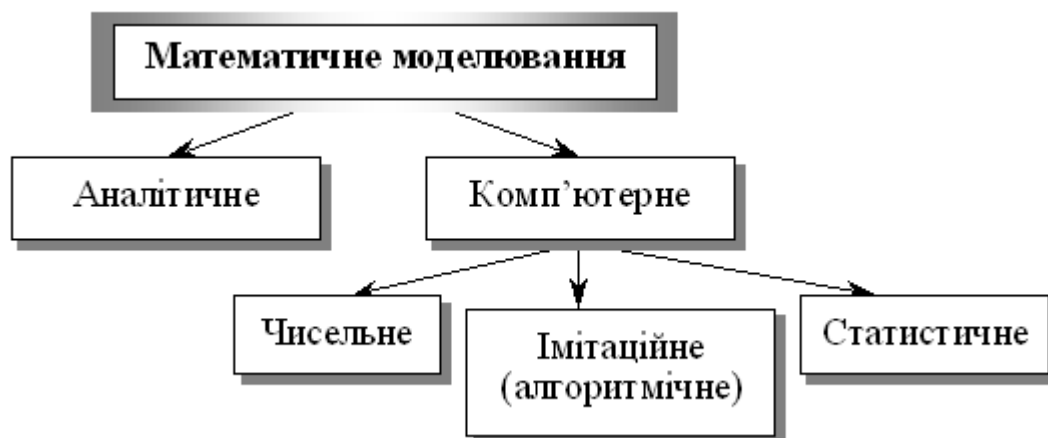 Математичне моделювання
Аналітичне
Комп’ютерне
Чисельне
Імітаційне
(алгоритмічне)
Статистичне